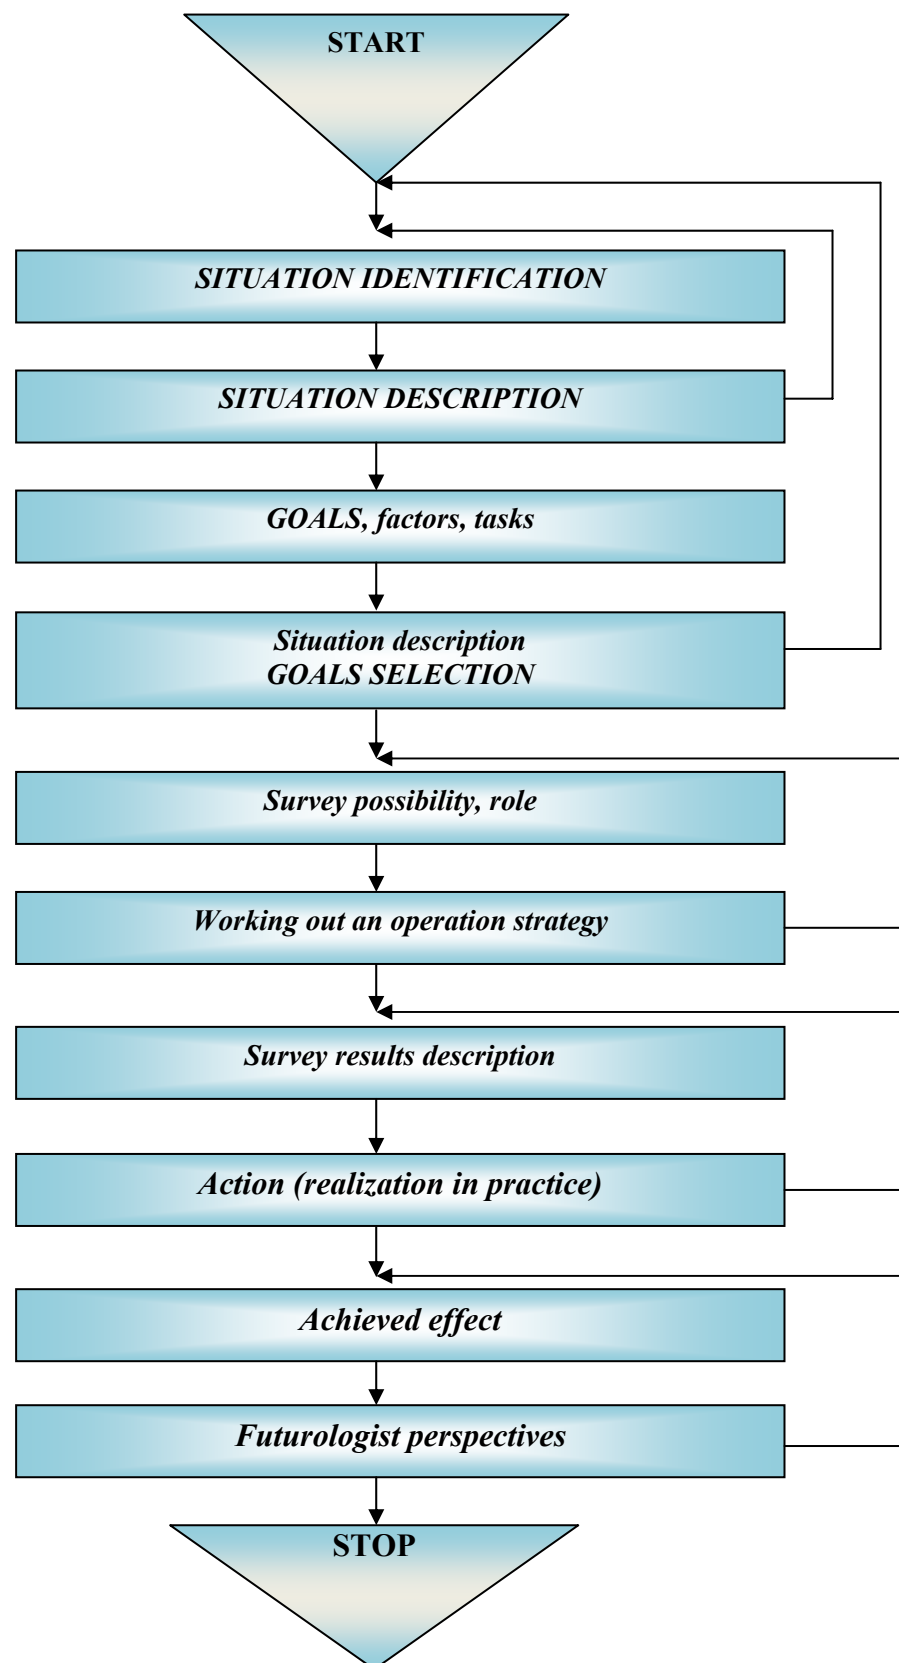 START
SITUATION IDENTIFICATION
SITUATION DESCRIPTION
GOALS, factors, tasks
Situation description
GOALS SELECTION
Survey possibility, role
Working out an operation strategy
Survey results description
Action (realization in practice)
Achieved effect
Futurologist perspectives
STOP